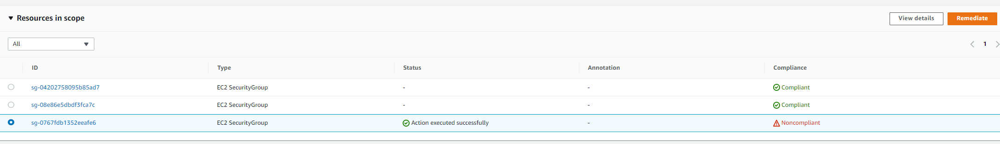 Resources in scope
View details
Remediate
All
1
ID Type Status Annotation Compliance
sg-04202758095b85ad7 EC2 SecurityGroup - - Compliant
sg-08e86e5dbdf3fca7c EC2 SecurityGroup - - Compliant
sg-0767fdb1352eeafe6 EC2 SecurityGroup Action executed successfully - Noncompliant